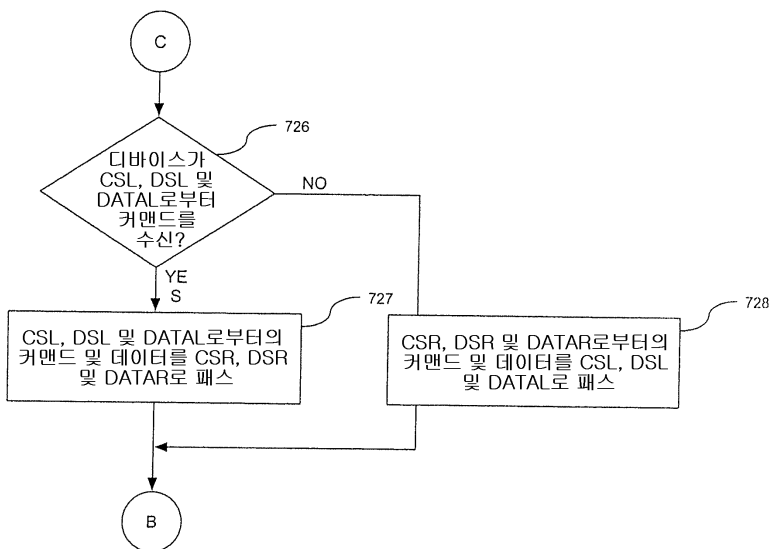 C
726
디바이스가
CSL, DSL 및
DATAL로부터
커맨드를
수신?
NO
YE
S
727
CSL, DSL 및 DATAL로부터의
커맨드 및 데이터를 CSR, DSR
및 DATAR로 패스
728
CSR, DSR 및 DATAR로부터의
커맨드 및 데이터를 CSL, DSL
및 DATAL로 패스
B